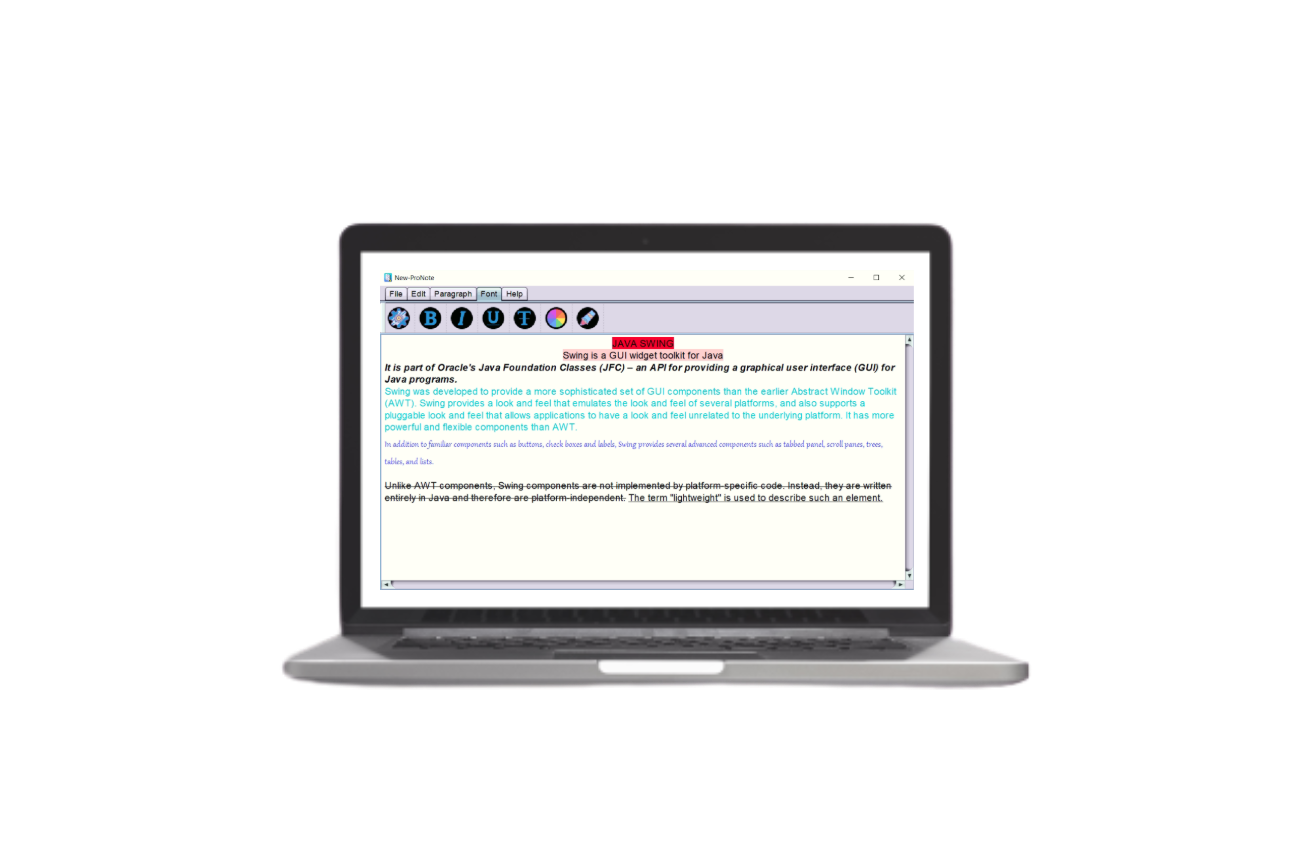 New-ProNote
File Edit Paragraph Font Help
B I U T
JAVA SWING
Swing is a GUI widget toolkit for Java
It is part of Oracle's Java Foundation Classes (JFC) – an API for providing a graphical user interface (GUI) for
Java programs.
Swing was developed to provide a more sophisticated set of GUI components than the earlier Abstract Window Toolkit
(AWT). Swing provides a look and feel that emulates the look and feel of several platforms, and also supports a
pluggable look and feel that allows applications to have a look and feel unrelated to the underlying platform. It has more
powerful and flexible components than AWT.
In addition to familiar components such as buttons, check boxes and labels, Swing provides several advanced components such as tabbed panel, scroll panes, trees,
tables, and lists.
Unlike AWT components, Swing components are not implemented by platform-specific code. Instead, they are written
entirely in Java and therefore are platform-independent. The term "lightweight" is used to describe such an element.